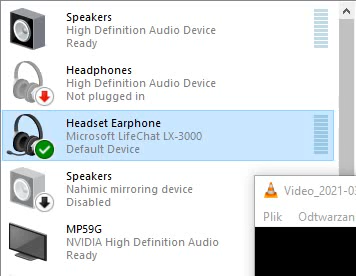 Speakers
High Definition Audio Device
Ready
Headphones
High Definition Audio Device
Not plugged in
Headset Earphone
Microsoft LifeChat LX-3000
Default Device
Speakers
Nahimic mirroring device
Disabled
Video_2021-03
MP59G
Plik Odtwarzan
NVIDIA High Definition Audio
Ready